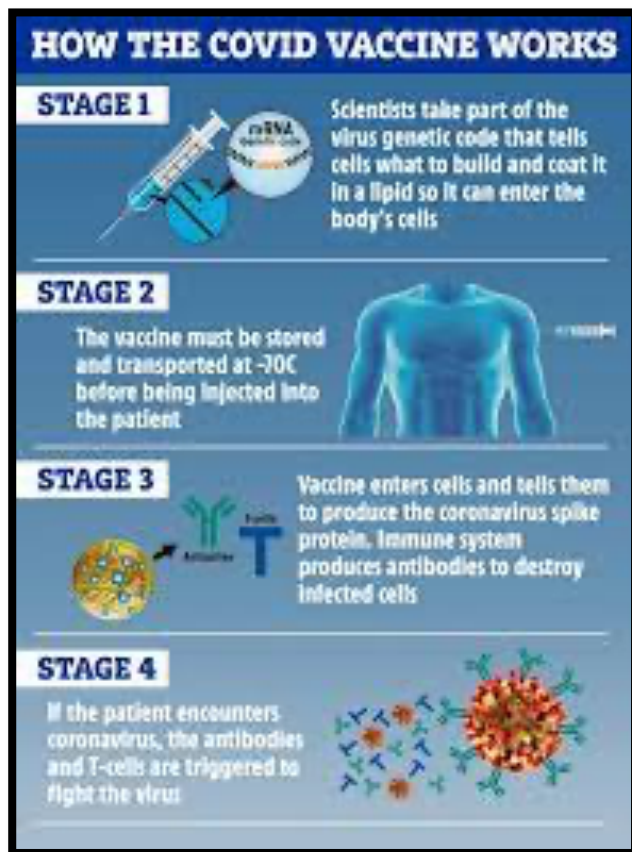 HOW THE COVID VACCINE WORKS
STAGE 1
mRNA
Genetic code
Scientists take part of the
virus genetic code that tells
cells what to build and coat it
in a lipid so it can enter the
body's cells
STAGE 2
The vaccine must be stored
and transported at -70C
before being injected into
the patient
STAGE 3
Vaccine enters cells and tells them
to produce the coronavirus spike
protein. Immune system
produces antibodies to destroy
infected cells
STAGE 4
If the patient encounters
coronavirus, the antibodies
and T-cells are triggered to
fight the virus